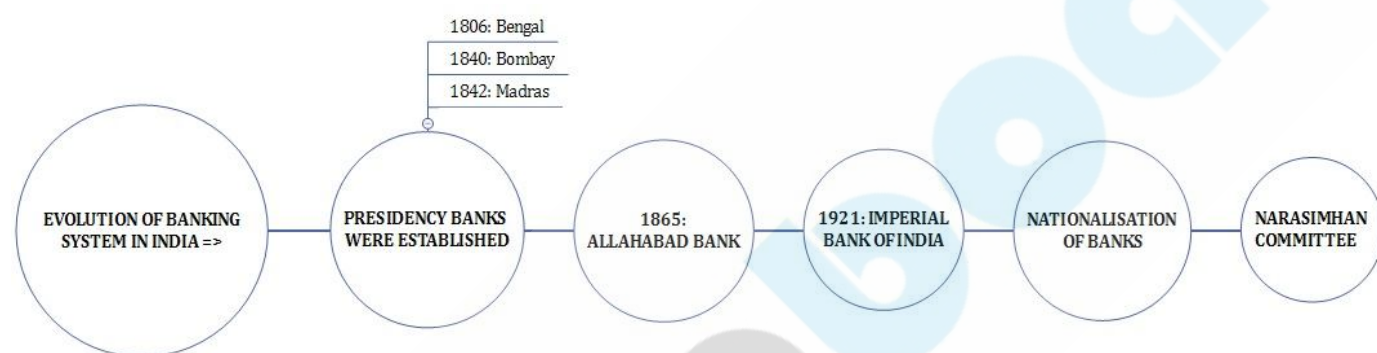 1806: Bengal
1840: Bombay
1842: Madras
EVOLUTION OF BANKING
SYSTEM IN INDIA =>
PRESIDENCY BANKS
WERE ESTABLISHED
1865:
ALLAHABAD BANK
1921: IMPERIAL
BANK OF INDIA
NATIONALISATION
OF BANKS
NARASIMHAN
COMMITTEE